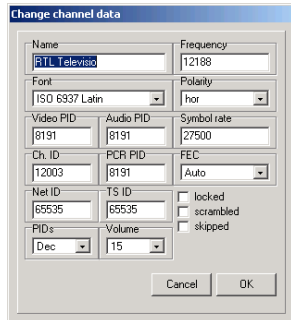 Change channel data
Name Frequency
RTL Televisio 12188
Font Polarity
ISO 6937 Latin hor
Video PID Audio PID Symbol rate
8191 8191 27500
Ch. ID PCR PID FEC
12003 8191 Auto
Net ID TS ID locked
65535 65535 scrambled
PIDs Volume skipped
Dec 15
Cancel OK